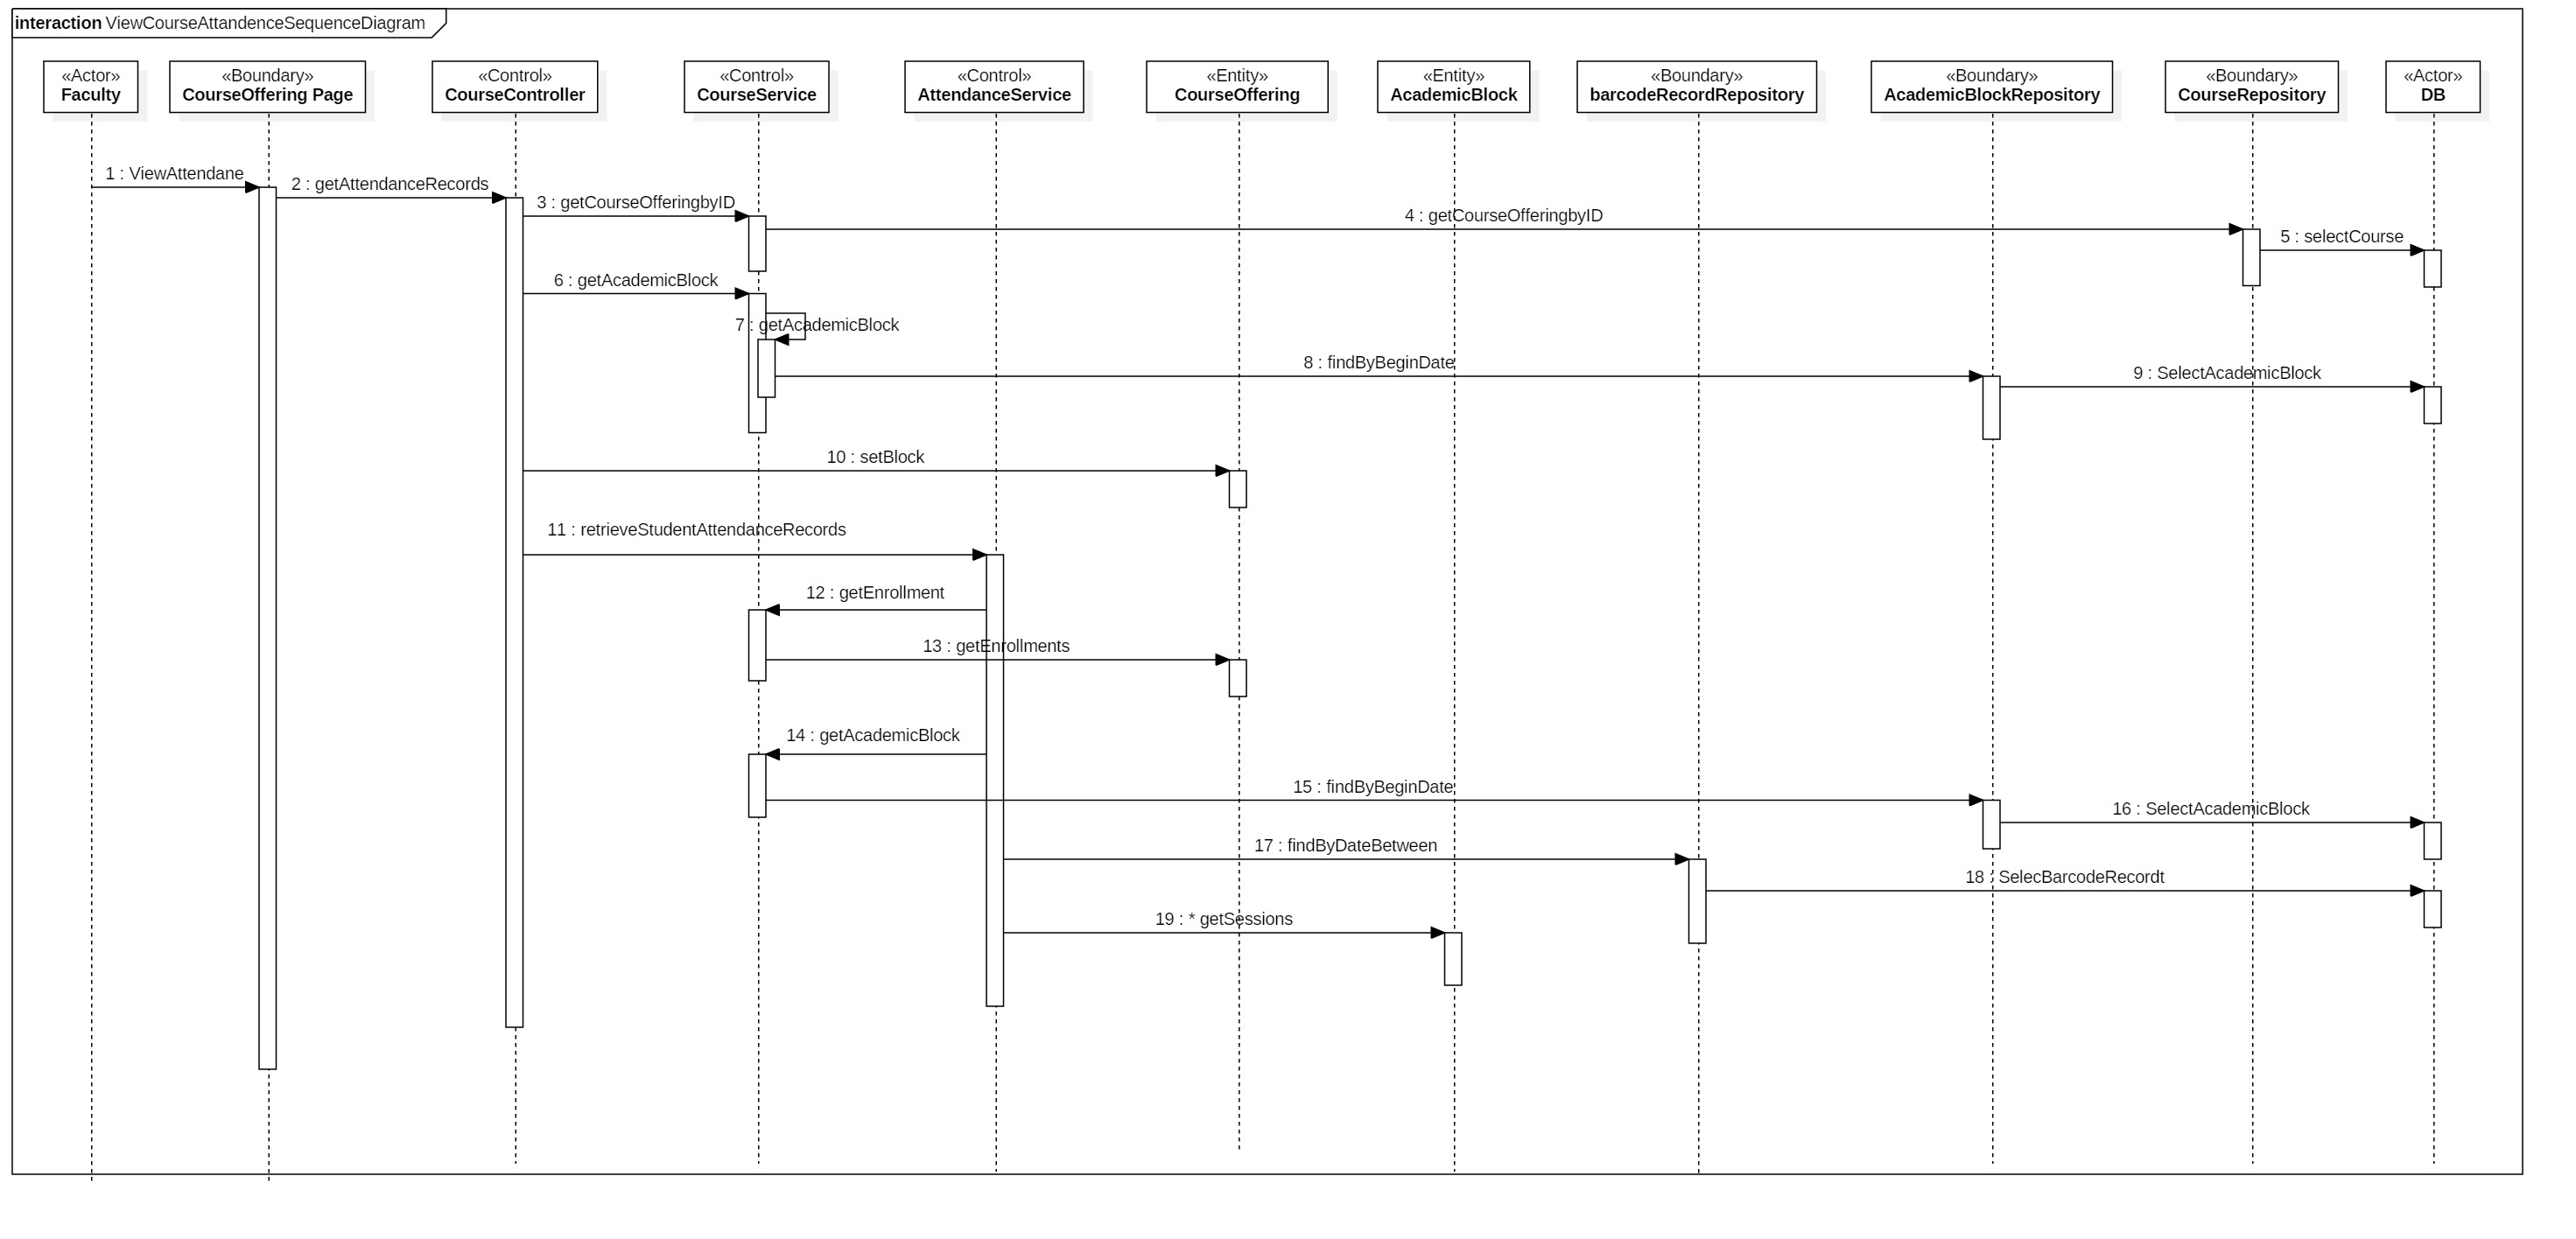 interaction ViewCourseAttandenceSequenceDiagram
«Actor»
Faculty
«Boundary»
CourseOffering Page
«Control»
CourseController
«Control»
CourseService
«Control»
AttendanceService
«Entity»
CourseOffering
«Entity»
AcademicBlock
«Boundary»
barcodeRecordRepository
«Boundary»
AcademicBlockRepository
«Boundary»
CourseRepository
«Actor»
DB
1 : ViewAttendane
2 : getAttendanceRecords
3 : getCourseOfferingbyID
4 : getCourseOfferingbyID
5 : selectCourse
6 : getAcademicBlock
7 : getAcademicBlock
8 : findByBeginDate
9 : SelectAcademicBlock
10 : setBlock
11 : retrieveStudentAttendanceRecords
12 : getEnrollment
13 : getEnrollments
14 : getAcademicBlock
15 : findByBeginDate
16 : SelectAcademicBlock
17 : findByDateBetween
18 : SelecBarcodeRecordt
19 : * getSessions